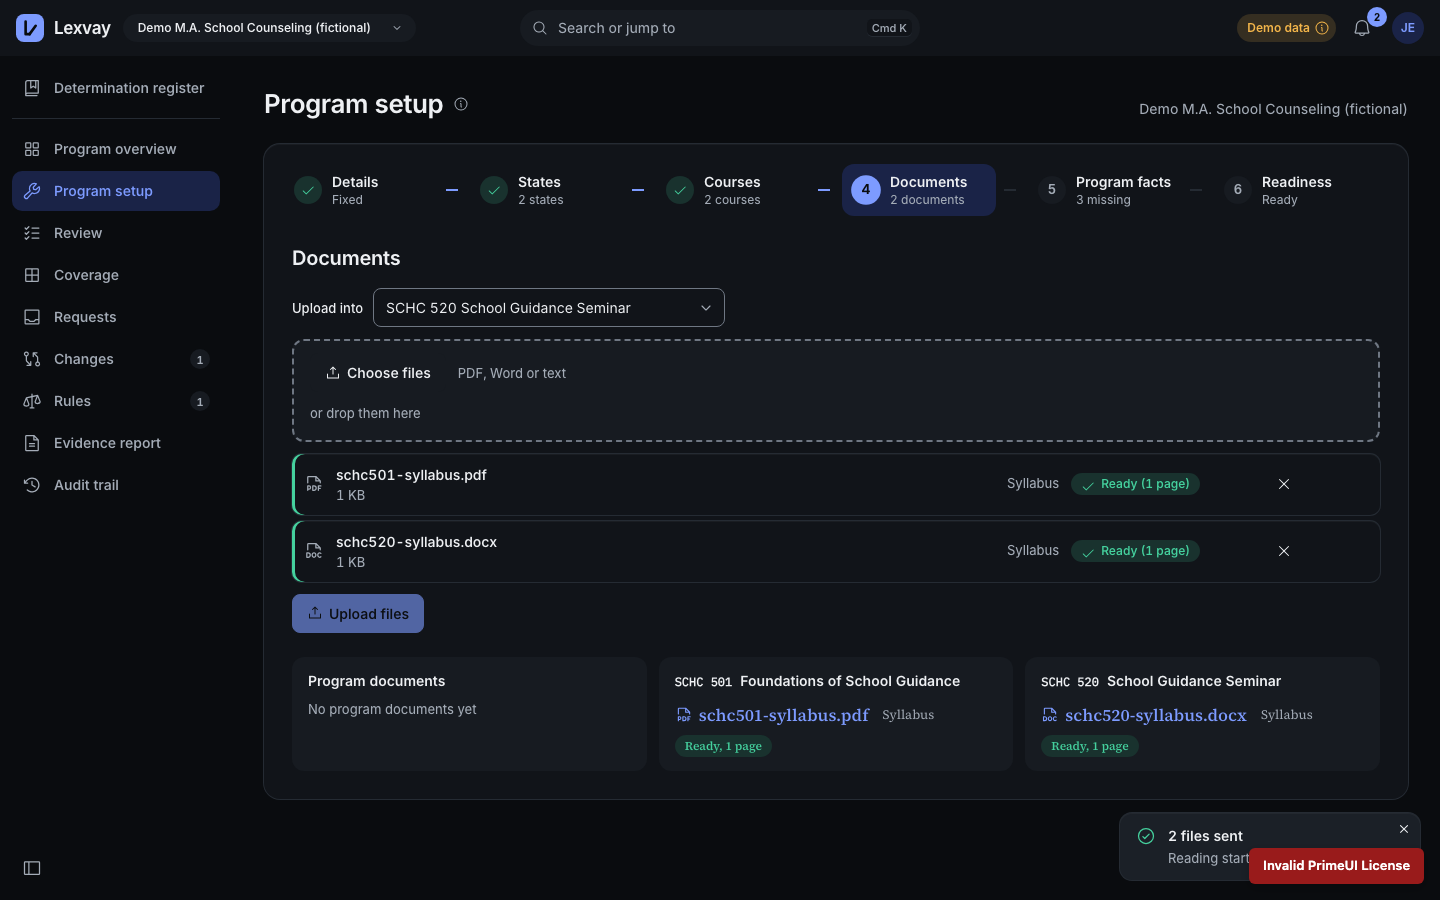 Lexvay
Demo M.A. School Counseling (fictional)
Search or jump to
Cmd K
Demo data
2
JE
Determination register
Program overview
Program setup
Review
Coverage
Requests
Changes 1
Rules 1
Evidence report
Audit trail
Program setup
Demo M.A. School Counseling (fictional)
Details
Fixed
States
2 states
Courses
2 courses
4 Documents
2 documents
5 Program facts
3 missing
6 Readiness
Ready
Documents
Upload into SCHC 520 School Guidance Seminar
Choose files PDF, Word or text
or drop them here
PDF
schc501-syllabus.pdf
1 KB
Syllabus Ready (1 page)
DOC
schc520-syllabus.docx
1 KB
Syllabus Ready (1 page)
Upload files
Program documents
No program documents yet
SCHC 501 Foundations of School Guidance
PDF schc501-syllabus.pdf Syllabus
Ready, 1 page
SCHC 520 School Guidance Seminar
DOC schc520-syllabus.docx Syllabus
Ready, 1 page
2 files sent
Reading start
Invalid PrimeUI License